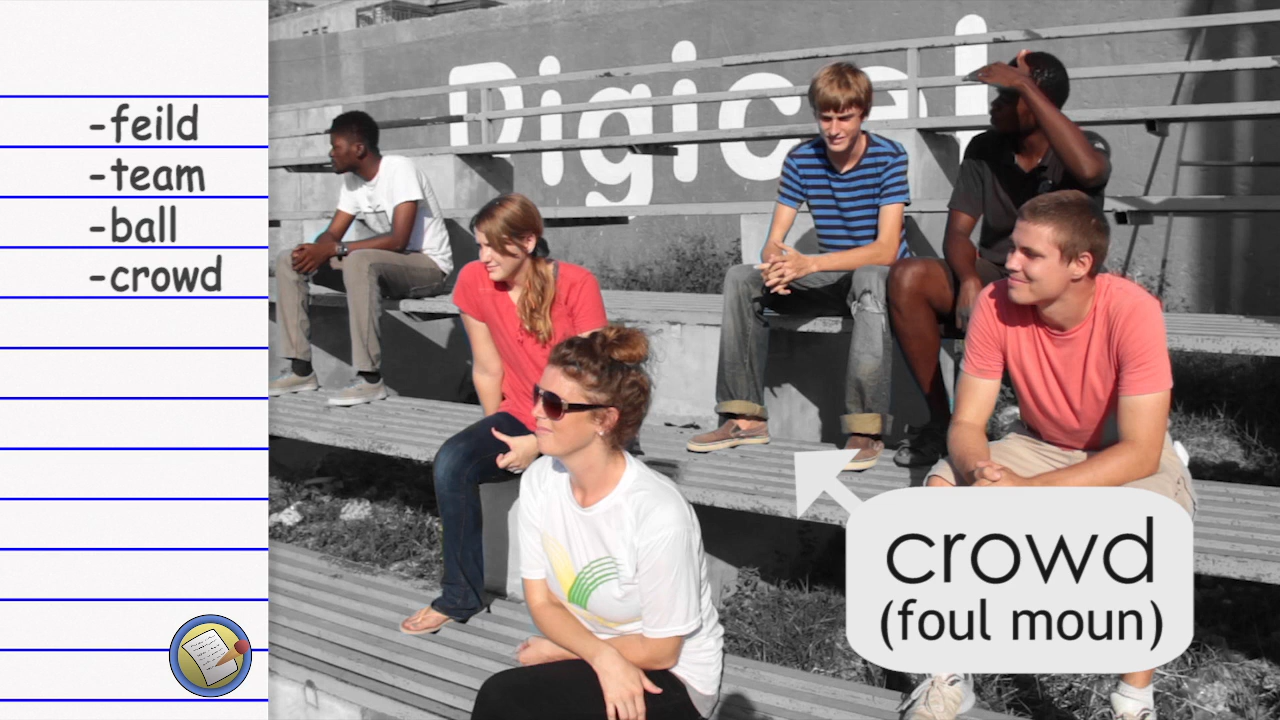 -feild
-team
-ball
-crowd
Digicel
crowd
(foul moun)